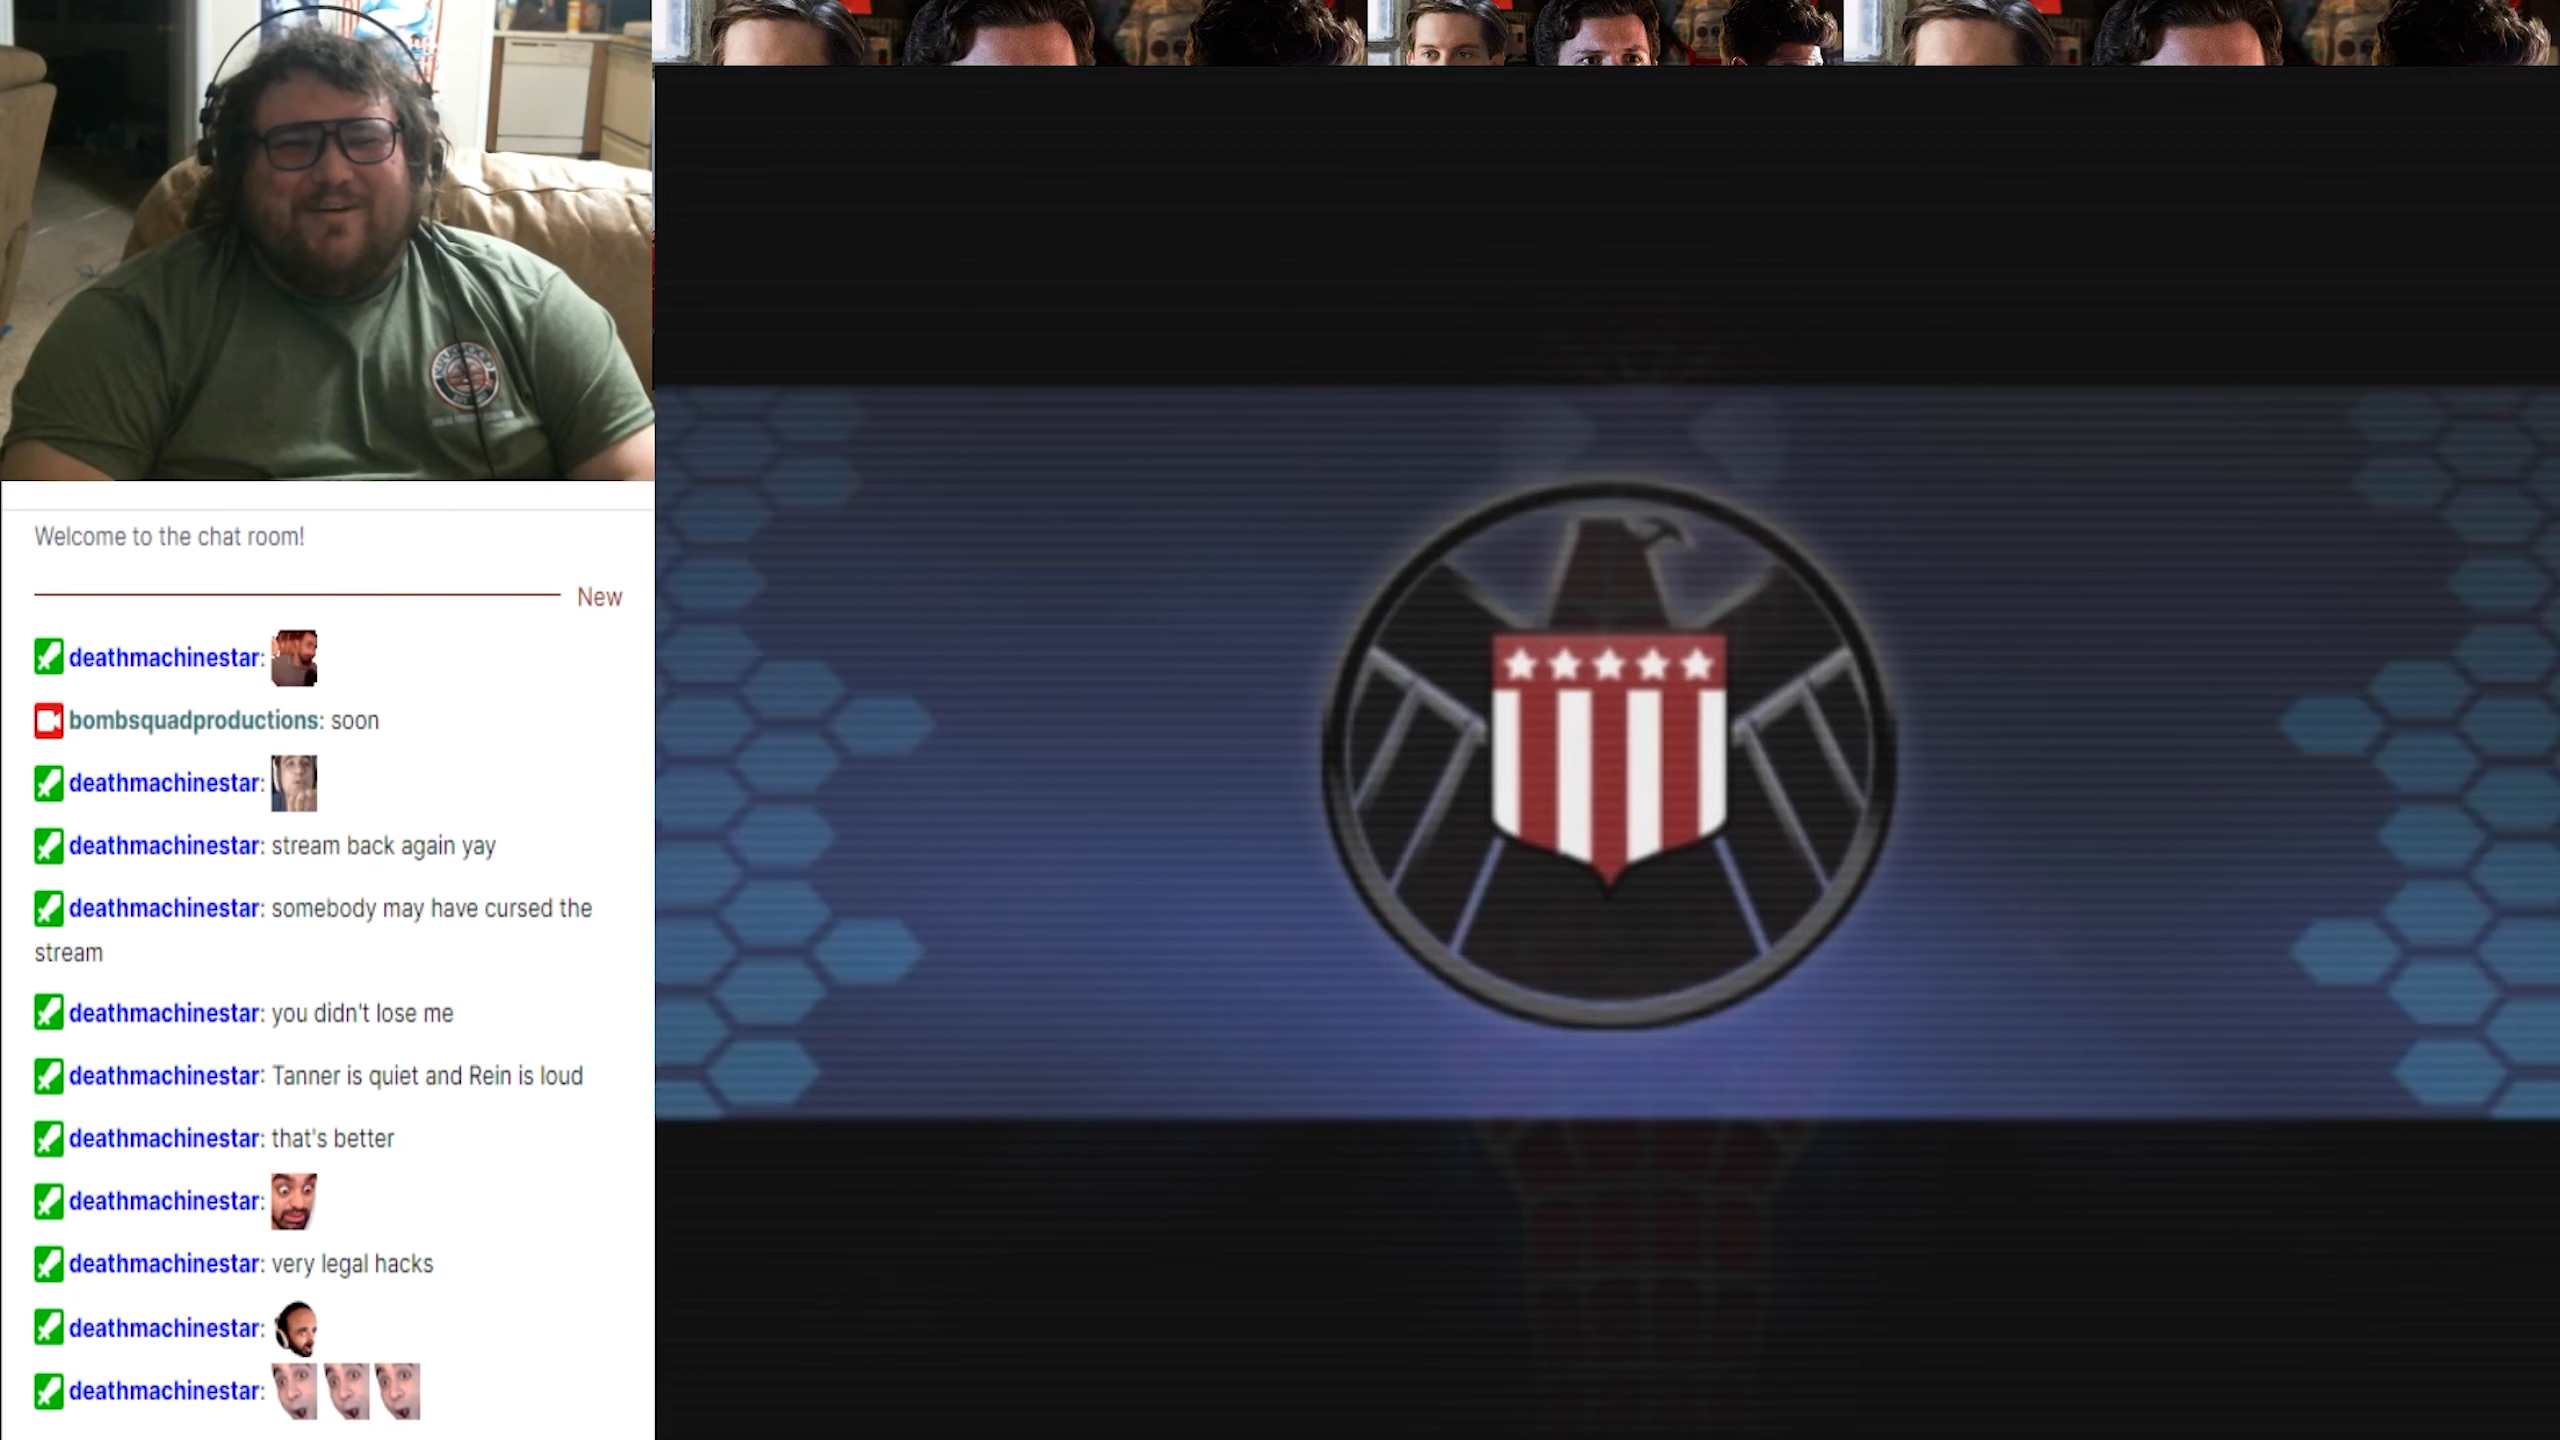 Welcome to the chat room!
New
deathmachinestar:
bombsquadproductions: soon
deathmachinestar:
deathmachinestar: stream back again yay
deathmachinestar: somebody may have cursed the
stream
deathmachinestar: you didn't lose me
deathmachinestar: Tanner is quiet and Rein is loud
deathmachinestar: that's better
deathmachinestar:
deathmachinestar: very legal hacks
deathmachinestar:
deathmachinestar: